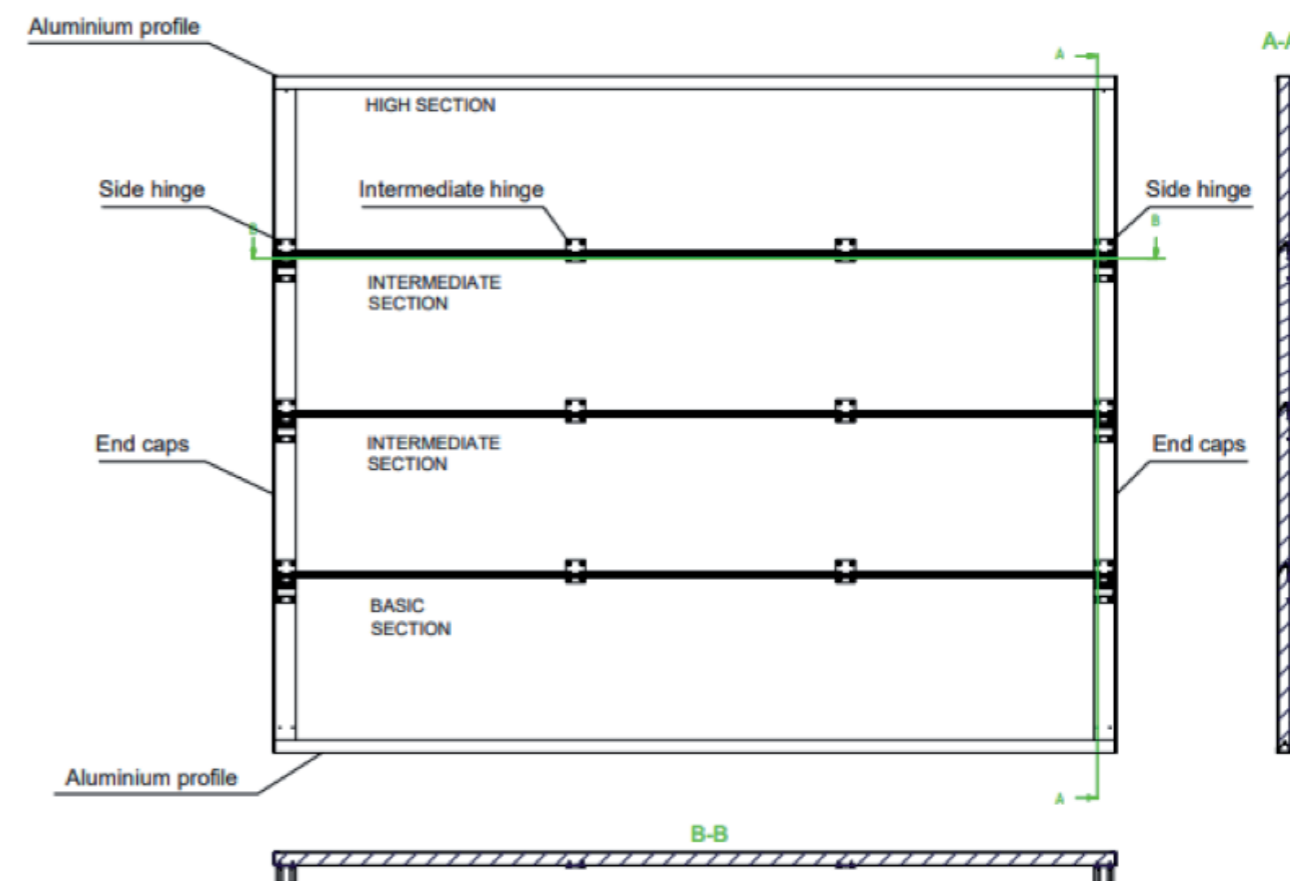 Aluminium profile
A
A-A
HIGH SECTION
Side hinge
Intermediate hinge
Side hinge
B
B
INTERMEDIATE
SECTION
End caps
INTERMEDIATE
SECTION
End caps
BASIC
SECTION
Aluminium profile
A
B-B